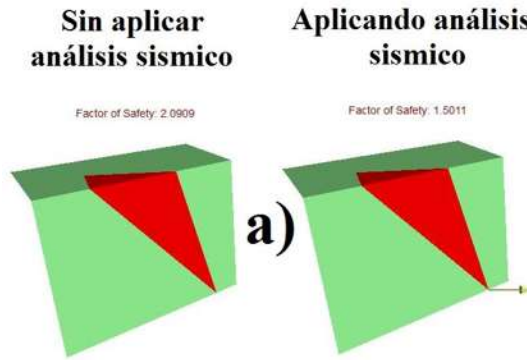 Sin aplicar
análisis sismico
Factor of Safety: 2.0909
Aplicando análisis
sismico
Factor of Safety: 1.5011
a)